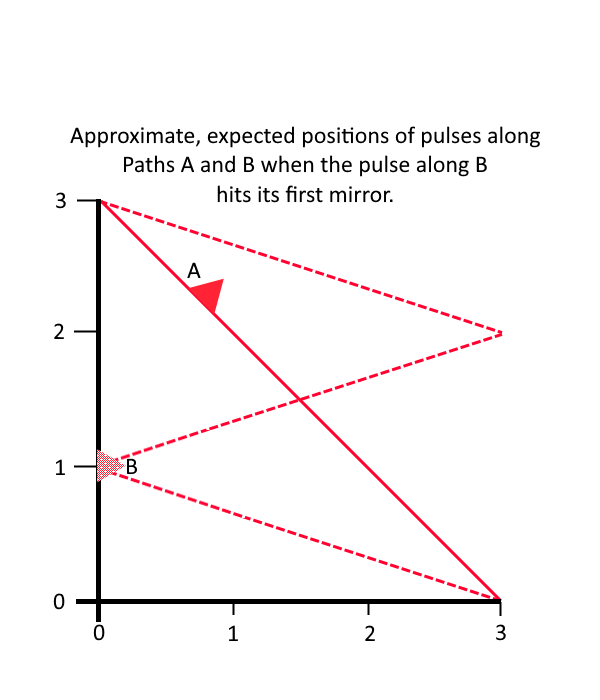 Approximate, expected positions of pulses along
Paths A and B when the pulse along B
hits its first mirror.
3
A
2
1
B
0
0
1
2
3